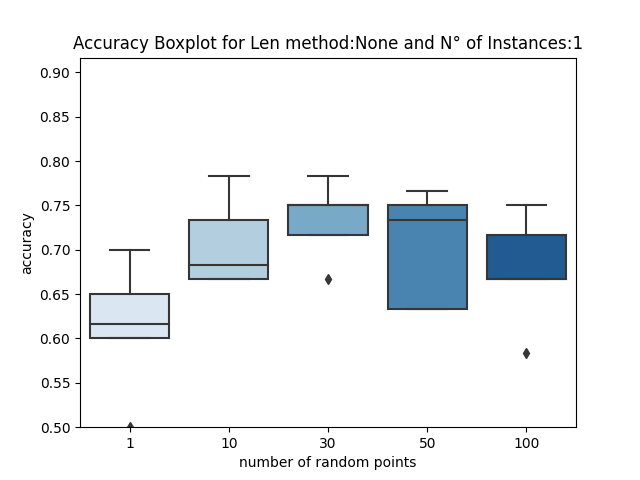 Accuracy Boxplot for Len method:None and N° of Instances:1
0.90
0.85
0.80
0.75
0.70
0.65
0.60
0.55
0.50
accuracy
1 10 30 50 100
number of random points